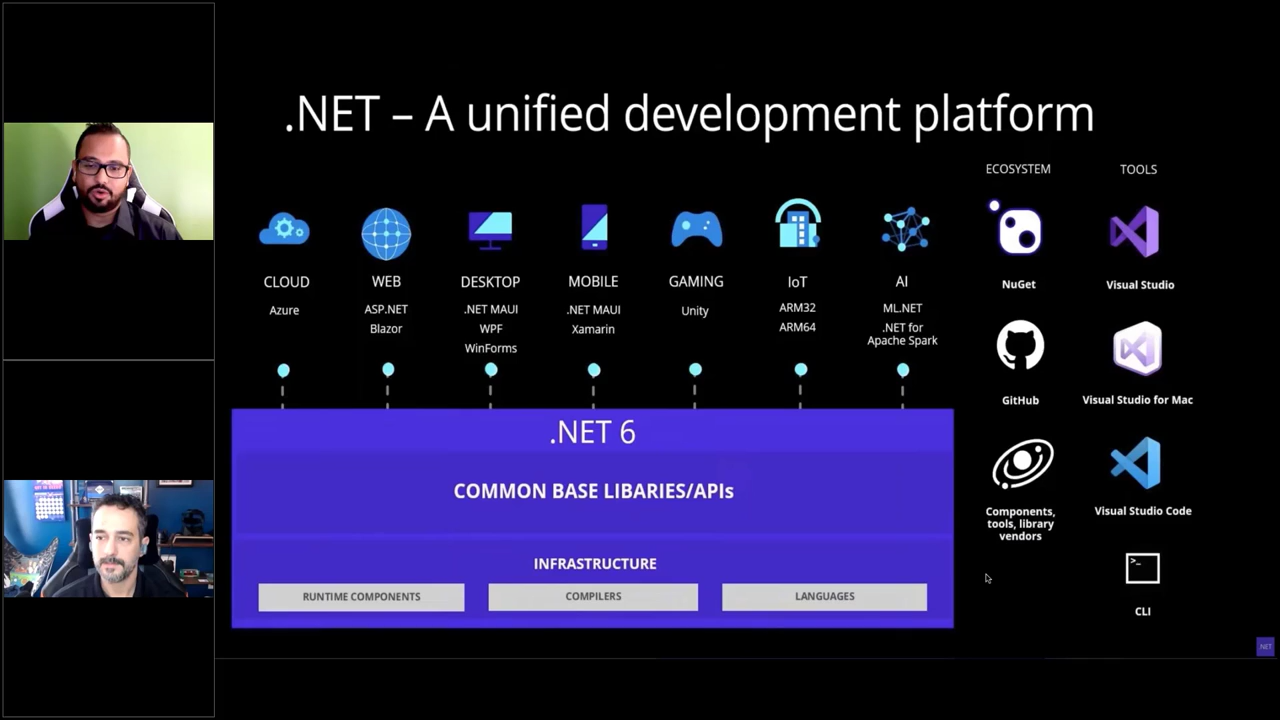 .NET – A unified development platform
ECOSYSTEM
TOOLS
CLOUD
Azure
WEB
ASP.NET
Blazor
DESKTOP
.NET MAUI
WPF
WinForms
MOBILE
.NET MAUI
Xamarin
GAMING
Unity
IoT
ARM32
ARM64
AI
ML.NET
.NET for
Apache Spark
NuGet
Visual Studio
GitHub
Visual Studio for Mac
Components,
tools, library
vendors
Visual Studio Code
>_
CLI
.NET 6
COMMON BASE LIBARIES/APIs
INFRASTRUCTURE
RUNTIME COMPONENTS
COMPILERS
LANGUAGES
.NET